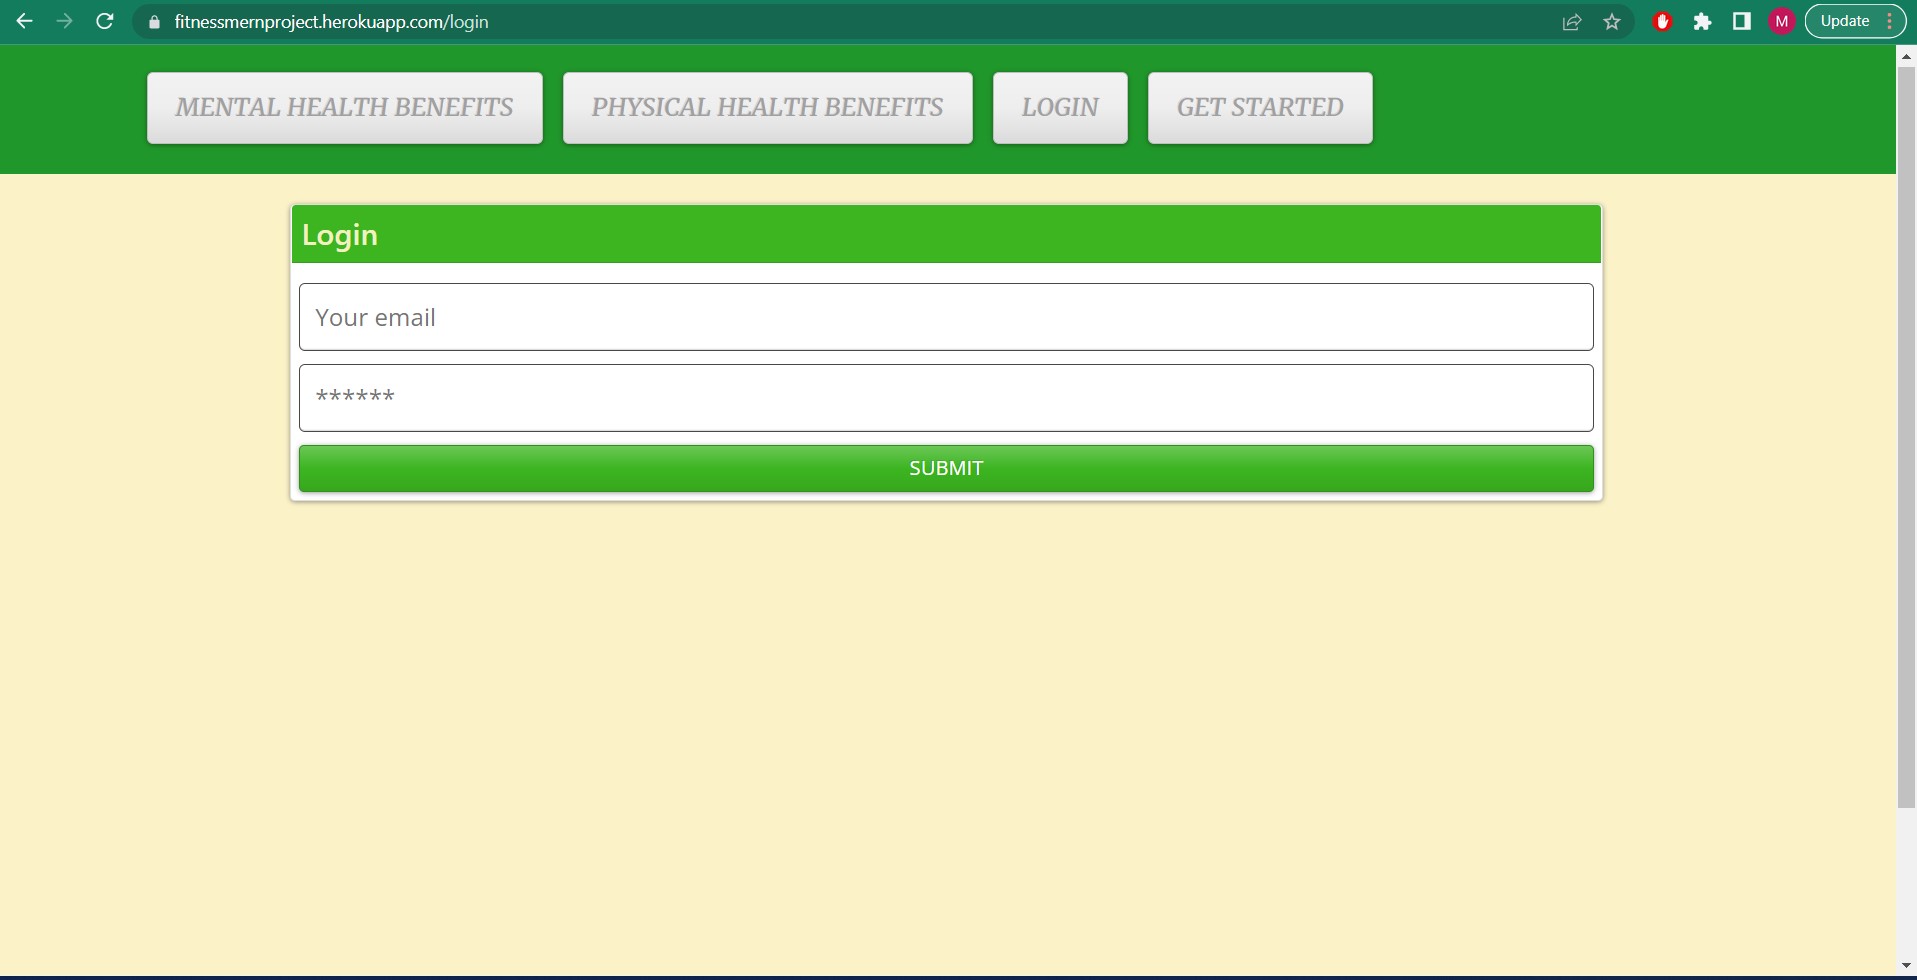 fitnessmernproject.herokuapp.com/login
M
Update
MENTAL HEALTH BENEFITS
PHYSICAL HEALTH BENEFITS
LOGIN
GET STARTED
Login
Your email
******
SUBMIT